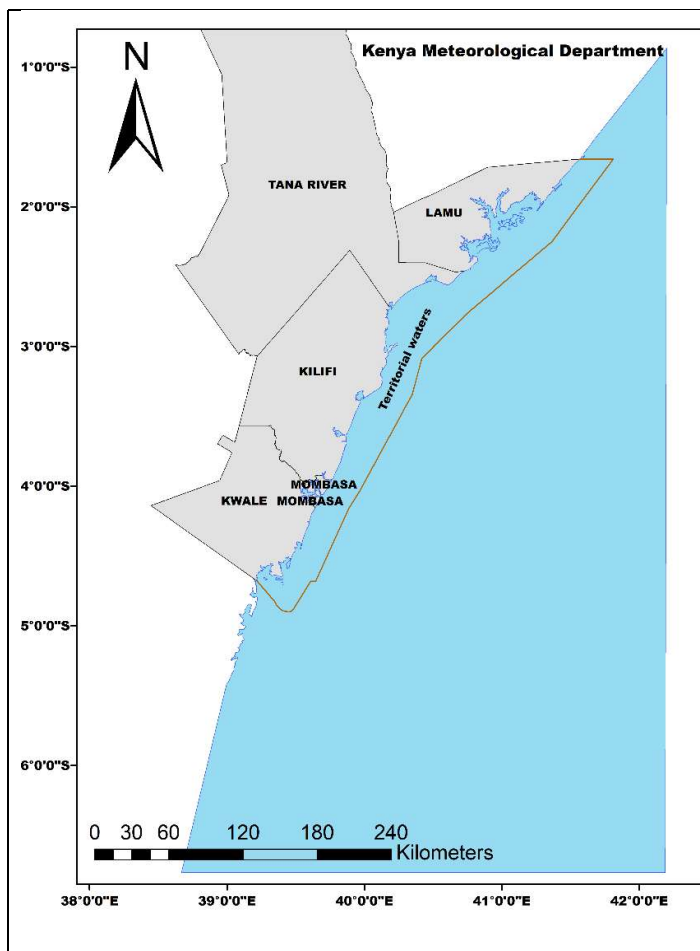 Kenya Meteorological Department
N
1°0'0"S
2°0'0"S
3°0'0"S
4°0'0"S
5°0'0"S
6°0'0"S
TANA RIVER
LAMU
Territorial waters
KILIFI
MOMBASA
KWALE MOMBASA
0 30 60 120 180 240
Kilometers
38°0'0"E 39°0'0"E 40°0'0"E 41°0'0"E 42°0'0"E